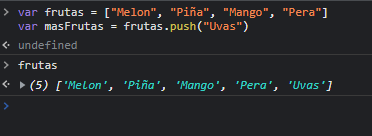 > var frutas = ["Melon", "Piña", "Mango", "Pera"]
var masFrutas = frutas.push("Uvas")
undefined
> frutas
(5) ['Melon', 'Piña', 'Mango', 'Pera', 'Uvas']
>